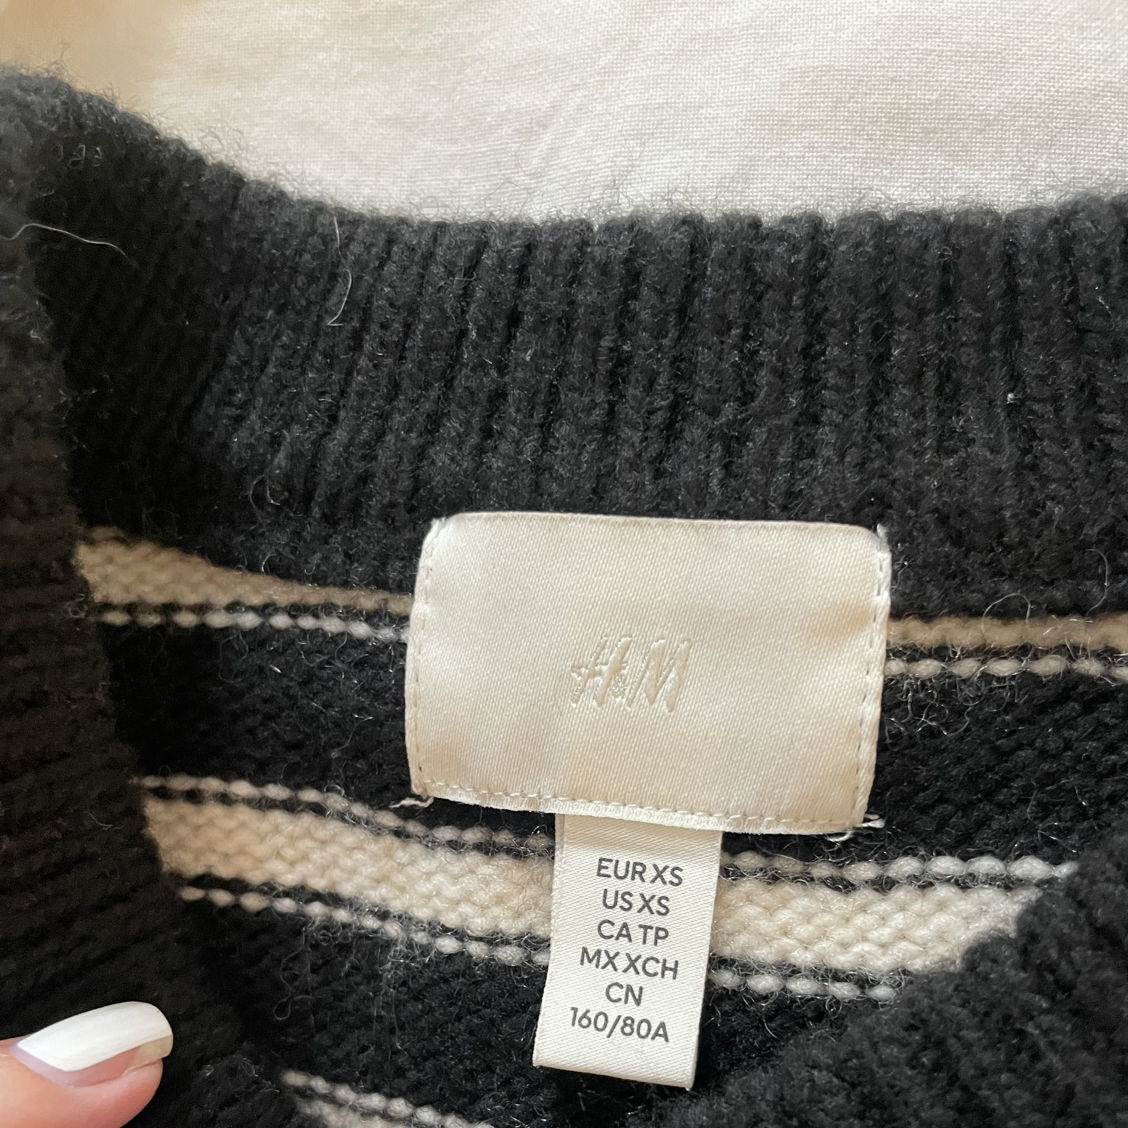 H&M
EUR XS
US XS
CA TP
MX XCH
CN
160/80A